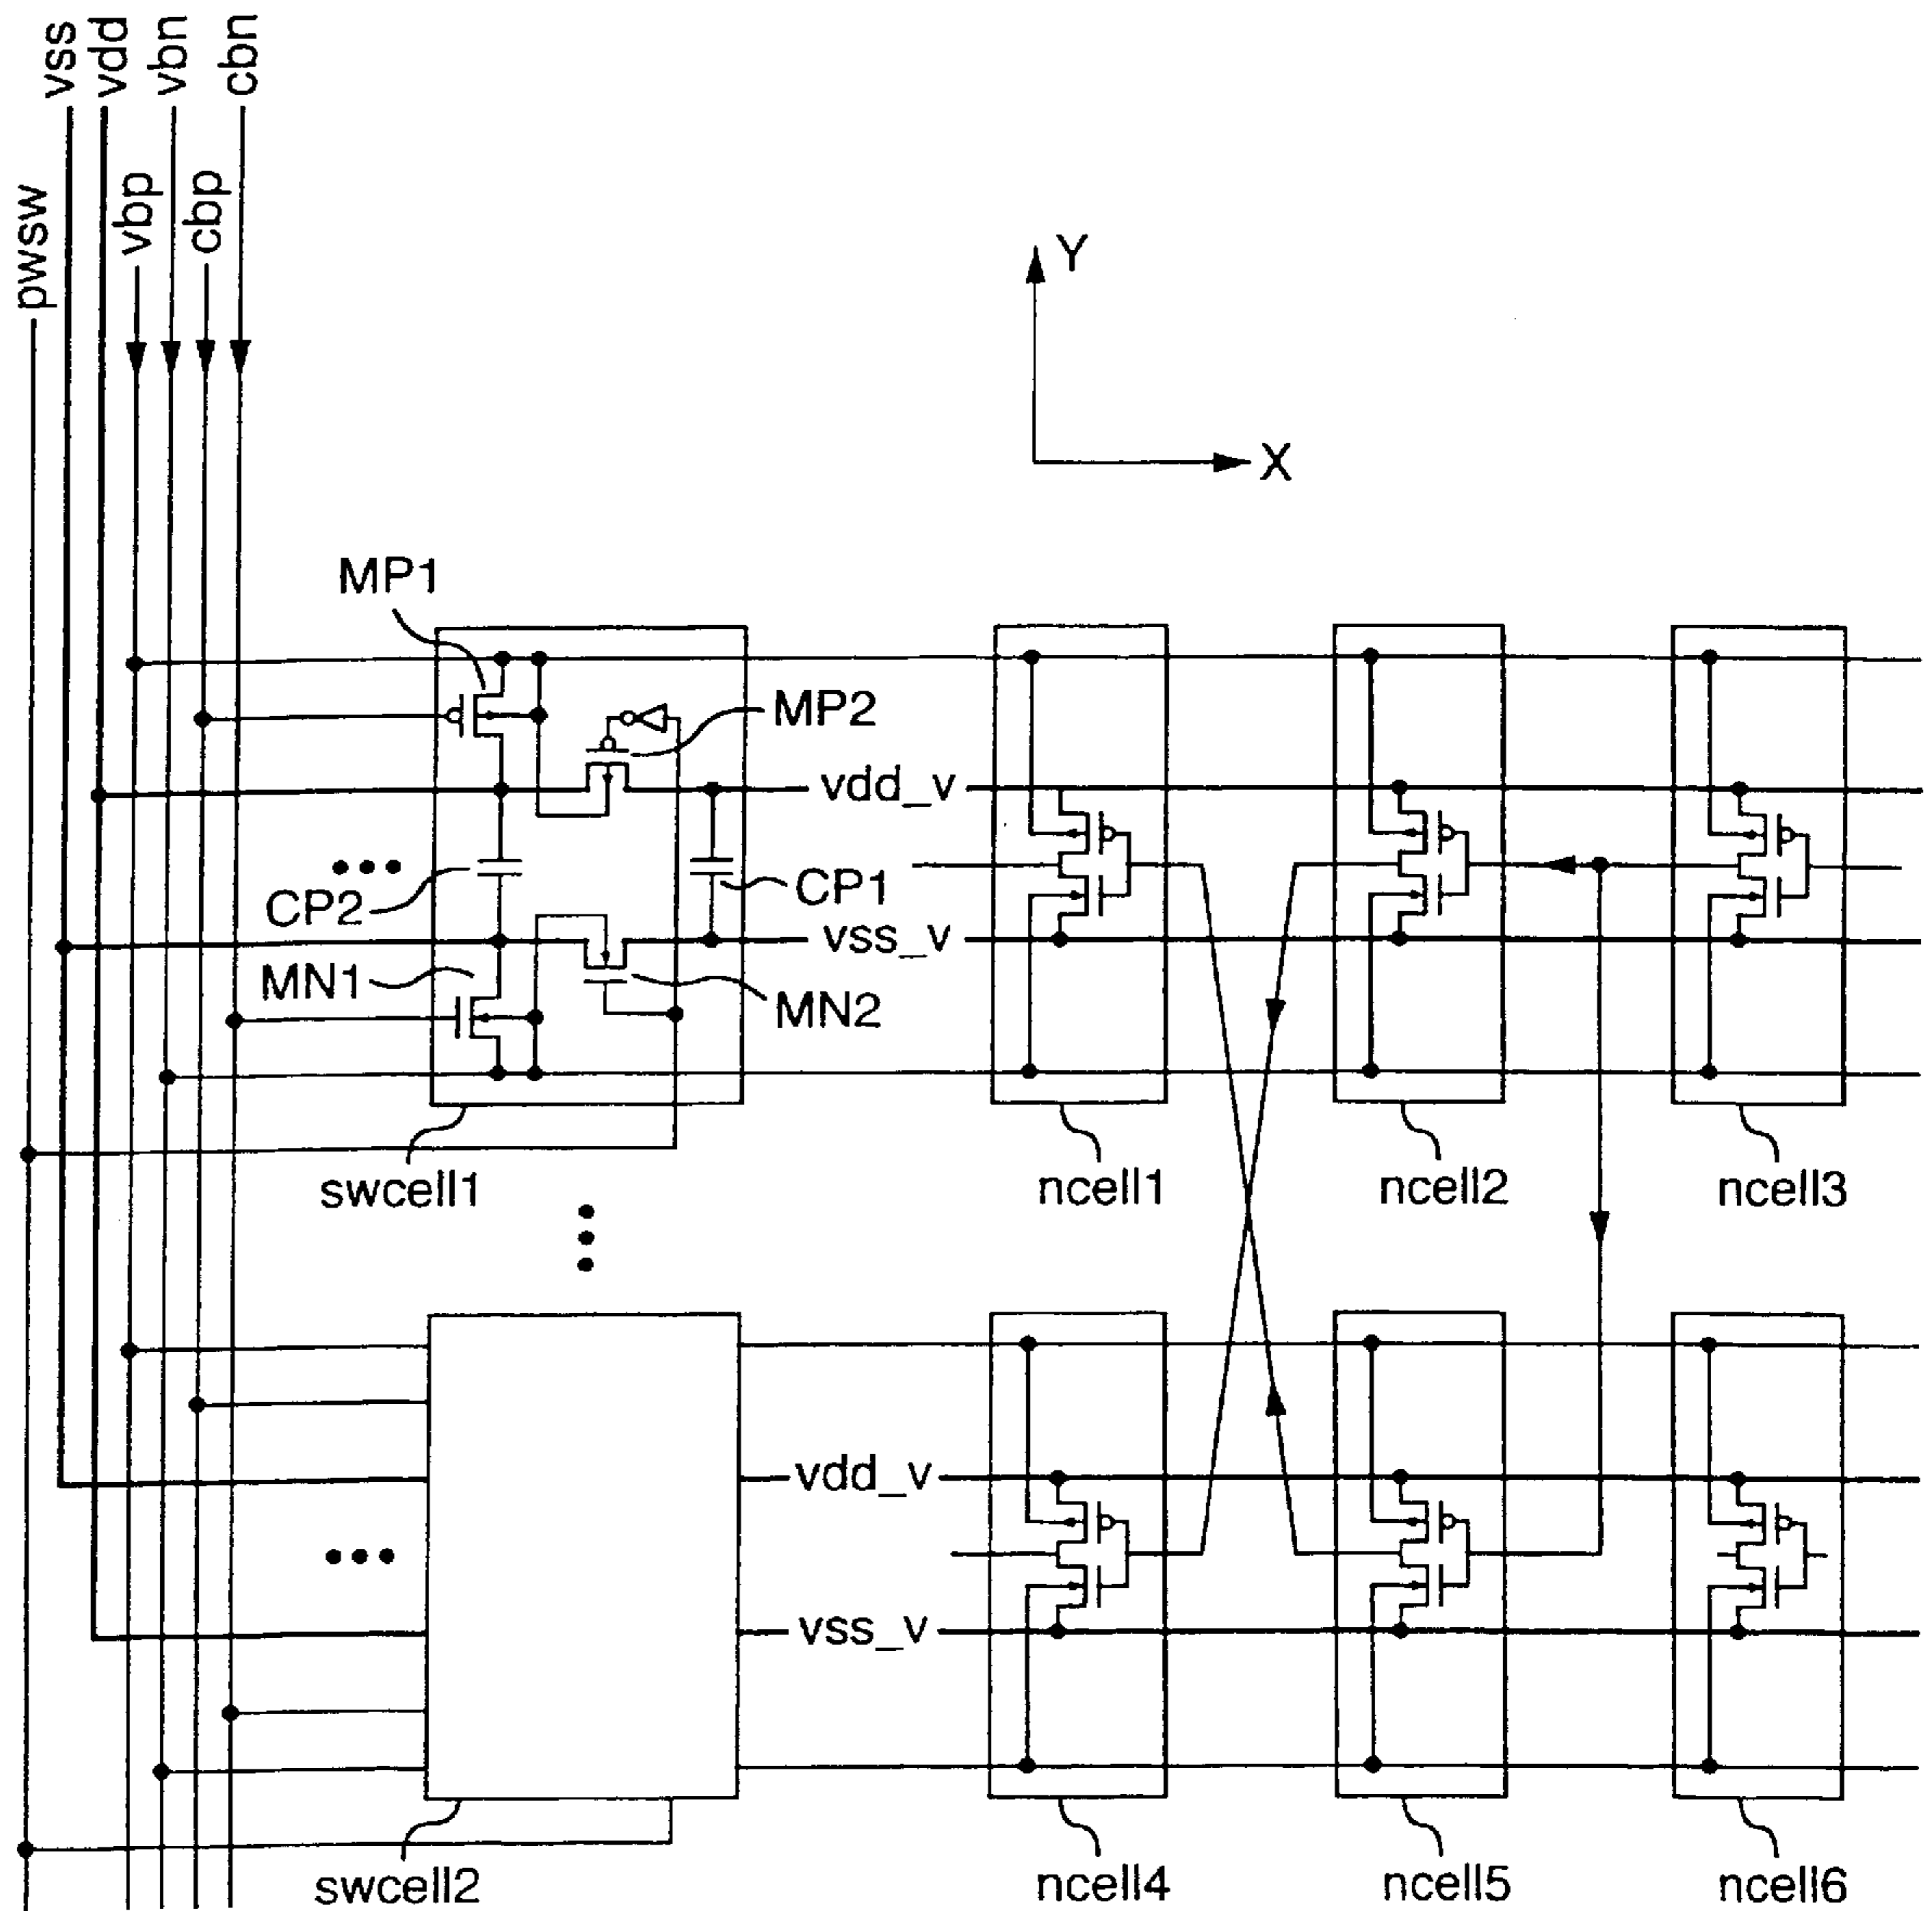 vss
vdd
vbn
cbn
pwsw
vbp
cbp
Y
X
MP1
MP2
vdd_v
CP2
CP1
vss_v
MN1
MN2
swcell1
ncell1
ncell2
ncell3
vdd_v
vss_v
swcell2
ncell4
ncell5
ncell6